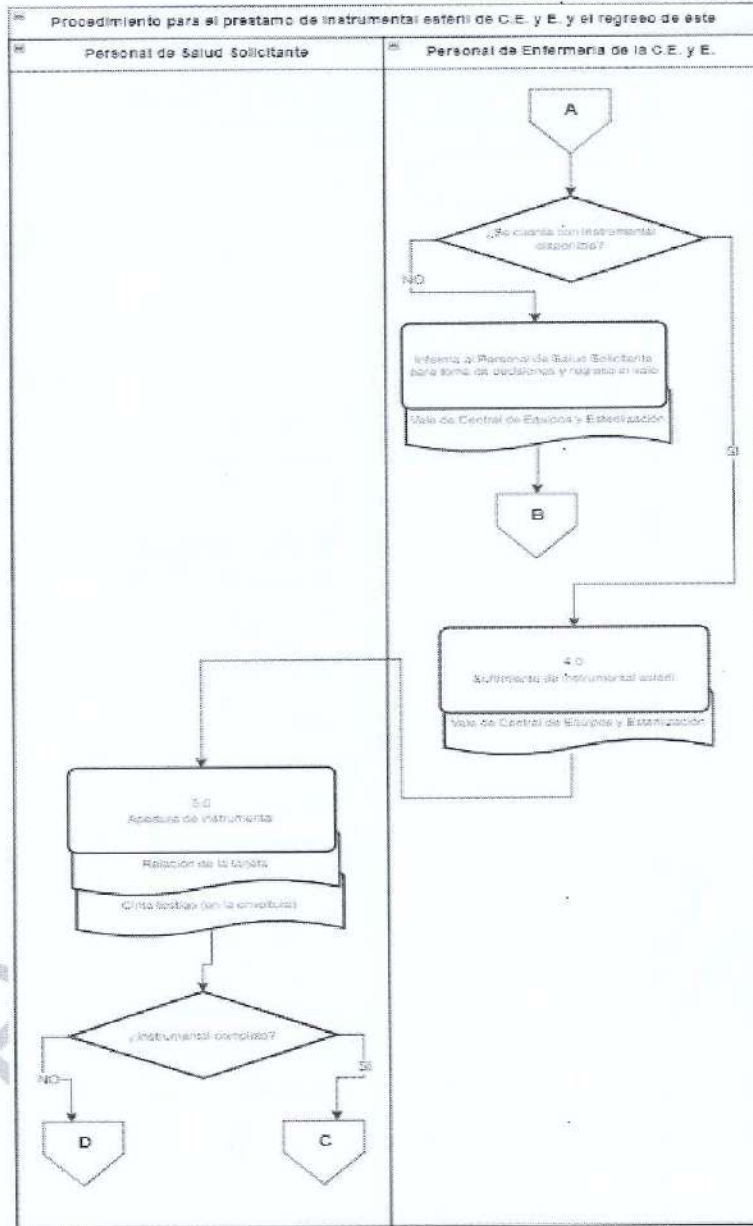 Procedimiento para el prestamo de instrumental estéril de C.E. y E. y el regreso de este
Personal de Salud Solicitante
Personal de Enfermería de la C.E. y E.
A
¿Se cuenta con instrumental
disponible?
NO
SI
Informa al Personal de Salud Solicitante
para toma de decisiones y regresa el vale
Vale de Central de Equipos y Esterilización
B
4.0
Surtimiento de instrumental estéril
Vale de Central de Equipos y Esterilización
5.0
Apertura de instrumental
Relación de la tarjeta
Cinta testigo (en la envoltura)
¿Instrumental completo?
NO
SI
D
C